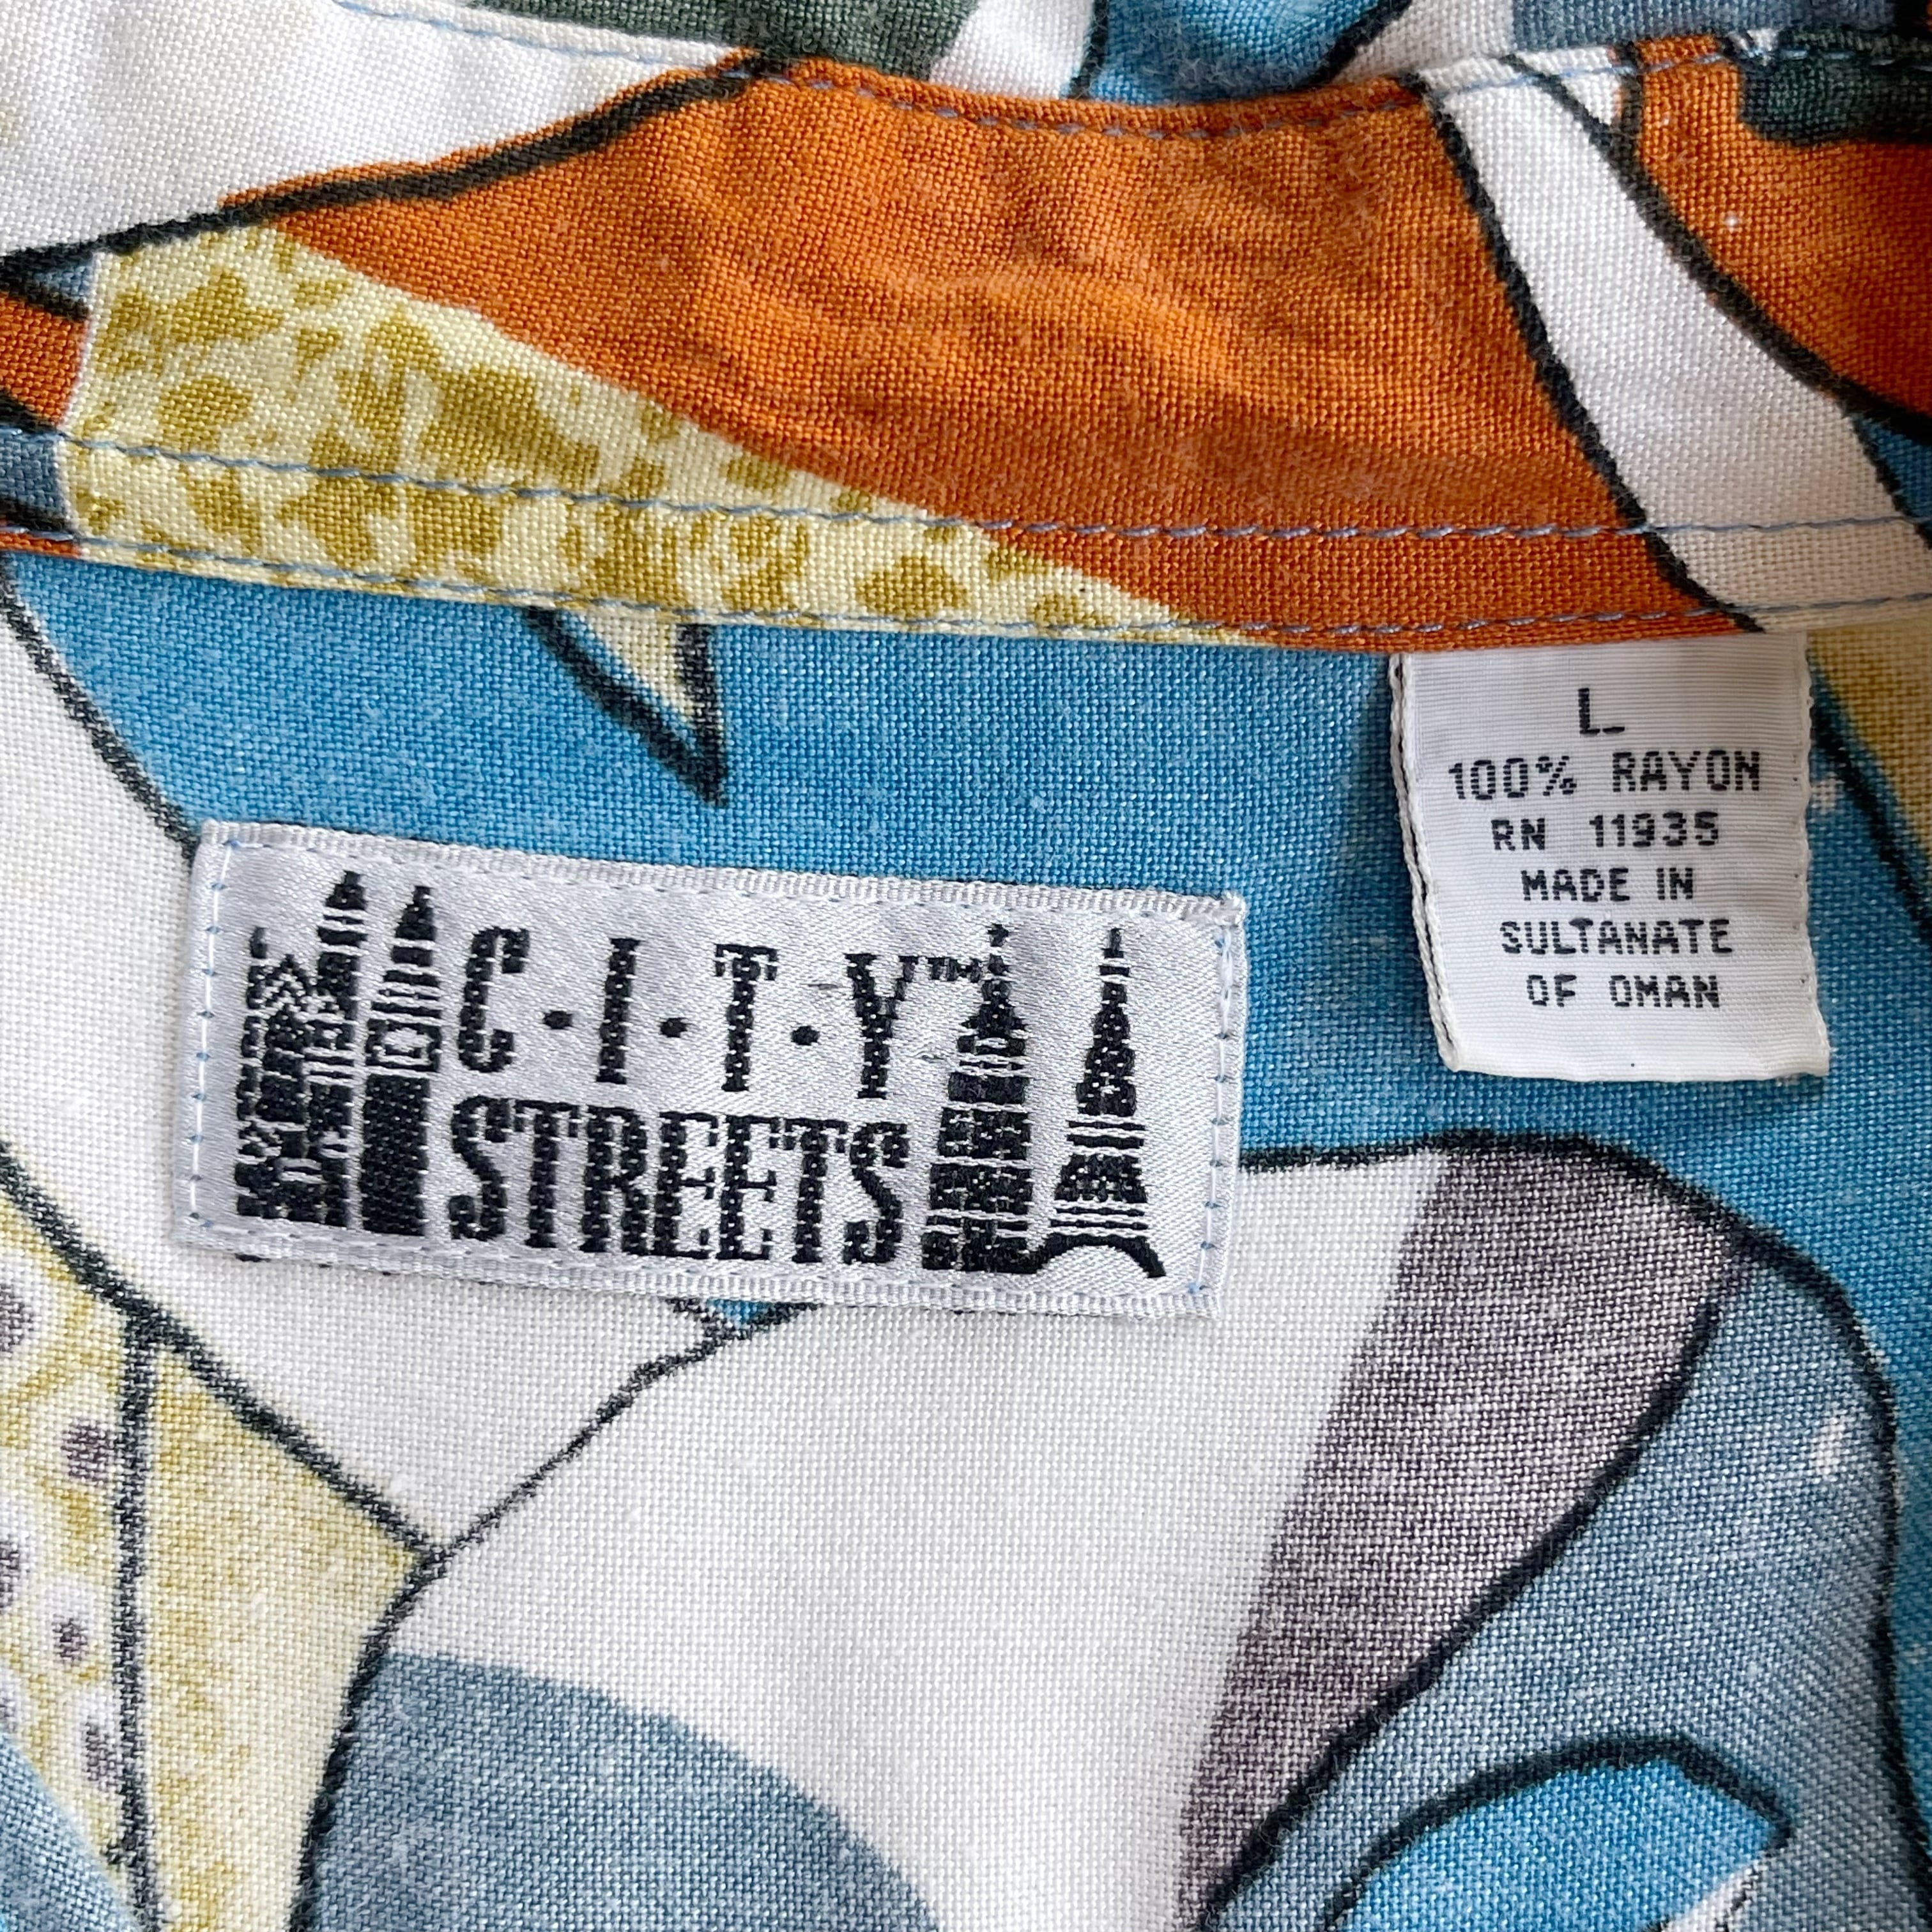 C·I·T·Y™
STREETS
L
100% RAYON
RN 11935
MADE IN
SULTANATE
OF OMAN